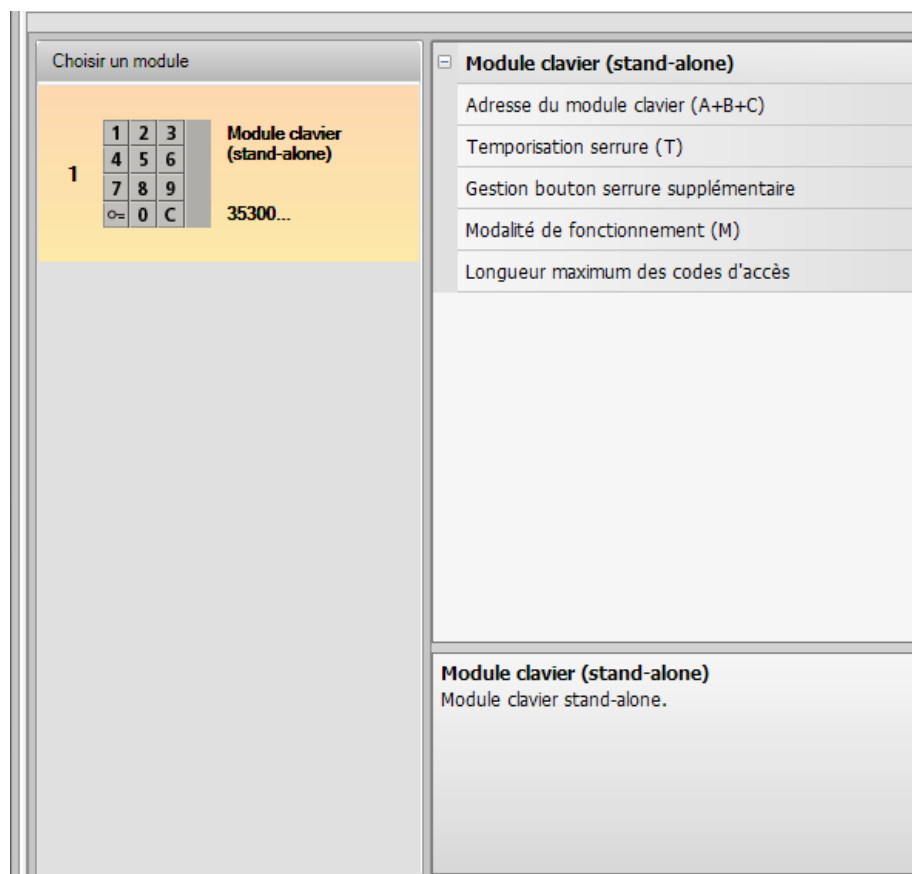 Choisir un module
1
1 2 3
4 5 6
7 8 9
0 C
Module clavier
(stand-alone)
35300...
Module clavier (stand-alone)
Adresse du module clavier (A+B+C)
Temporisation serrure (T)
Gestion bouton serrure supplémentaire
Modalité de fonctionnement (M)
Longueur maximum des codes d'accès
Module clavier (stand-alone)
Module clavier stand-alone.